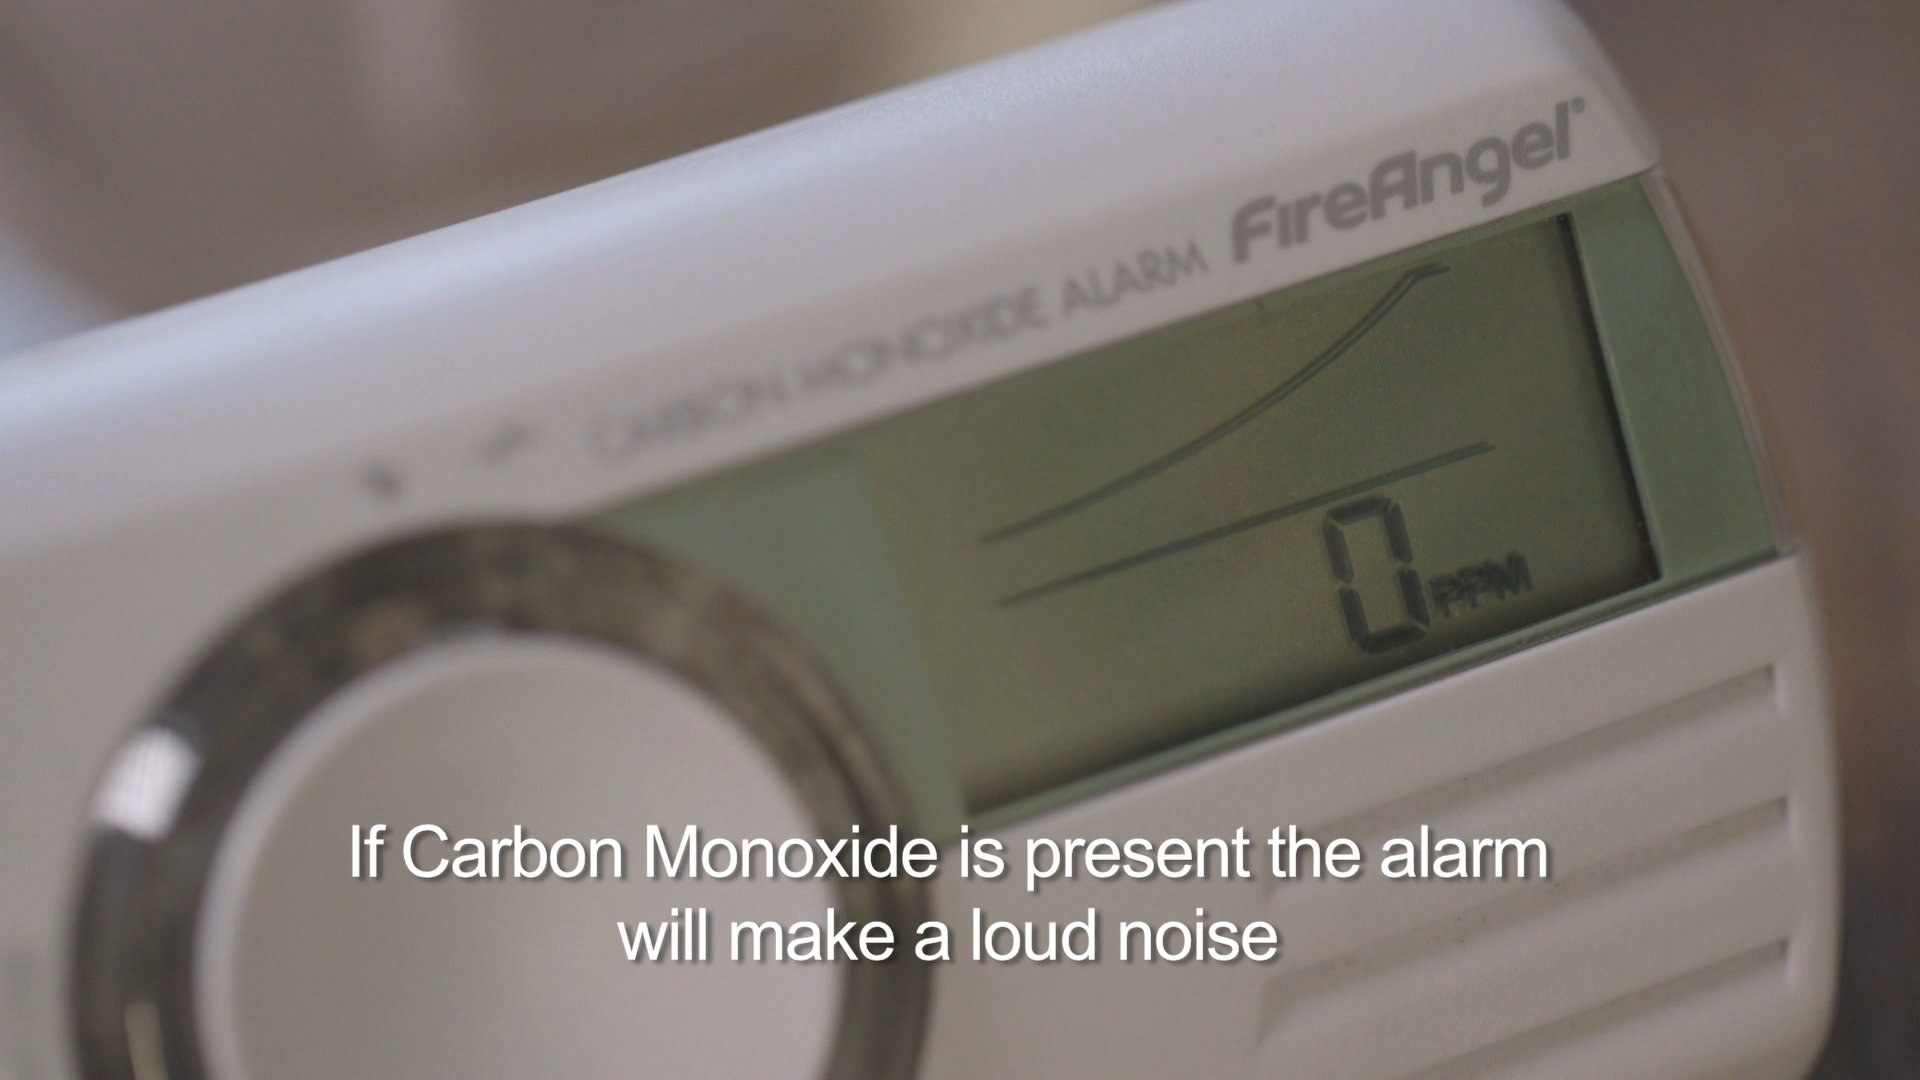 FireAngel®
CARBON MONOXIDE ALARM
0 PPM
If Carbon Monoxide is present the alarm
will make a loud noise